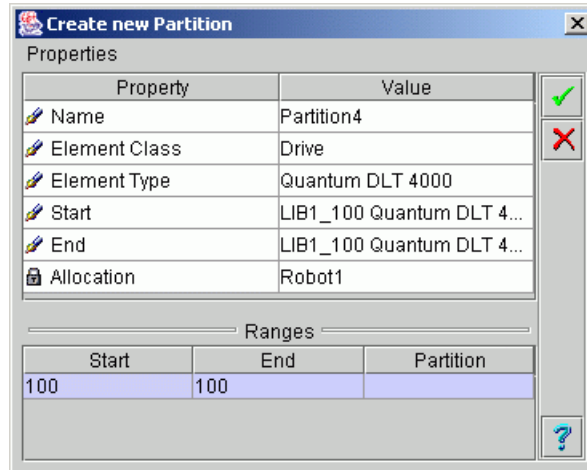 Create new Partition
Properties
Property Value
Name Partition4
Element Class Drive
Element Type Quantum DLT 4000
Start LIB1_100 Quantum DLT 4...
End LIB1_100 Quantum DLT 4...
Allocation Robot1
Ranges
Start End Partition
100 100
?